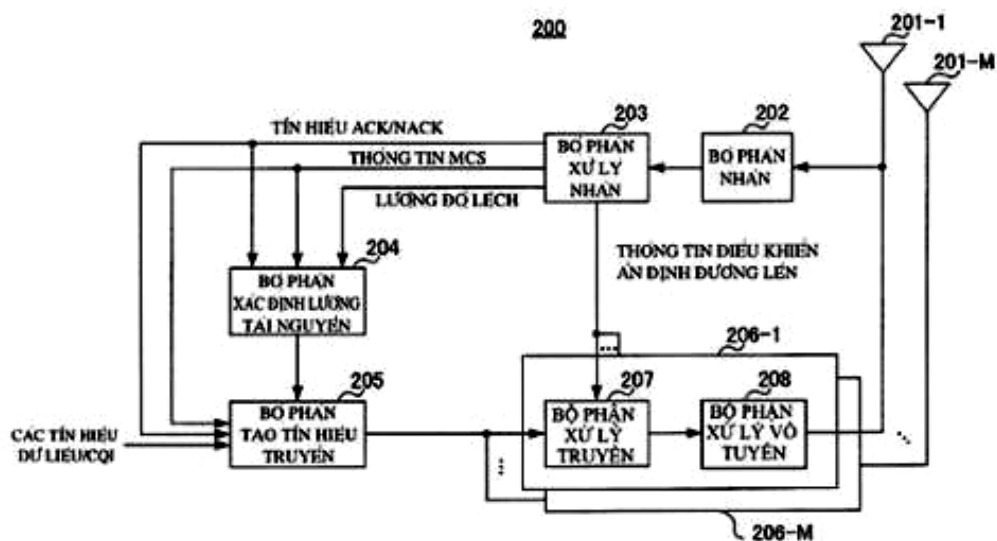 200
201-1
201-M
203
202
TÍN HIỆU ACK/NACK
THÔNG TIN MCS
LƯỢNG ĐỘ LỆCH
BỘ PHẬN
XỬ LÝ
NHẬN
BỘ PHẬN
NHẬN
204
BỘ PHẬN
XÁC ĐỊNH LƯỢNG
TÀI NGUYÊN
THÔNG TIN ĐIỀU KHIỂN
ẤN ĐỊNH ĐƯỜNG LÊN
206-1
205
207
208
CÁC TÍN HIỆU
DỮ LIỆU/CQI
BỘ PHẬN
TẠO TÍN HIỆU
TRUYỀN
BỘ PHẬN
XỬ LÝ
TRUYỀN
BỘ PHẬN
XỬ LÝ VÔ
TUYẾN
206-M